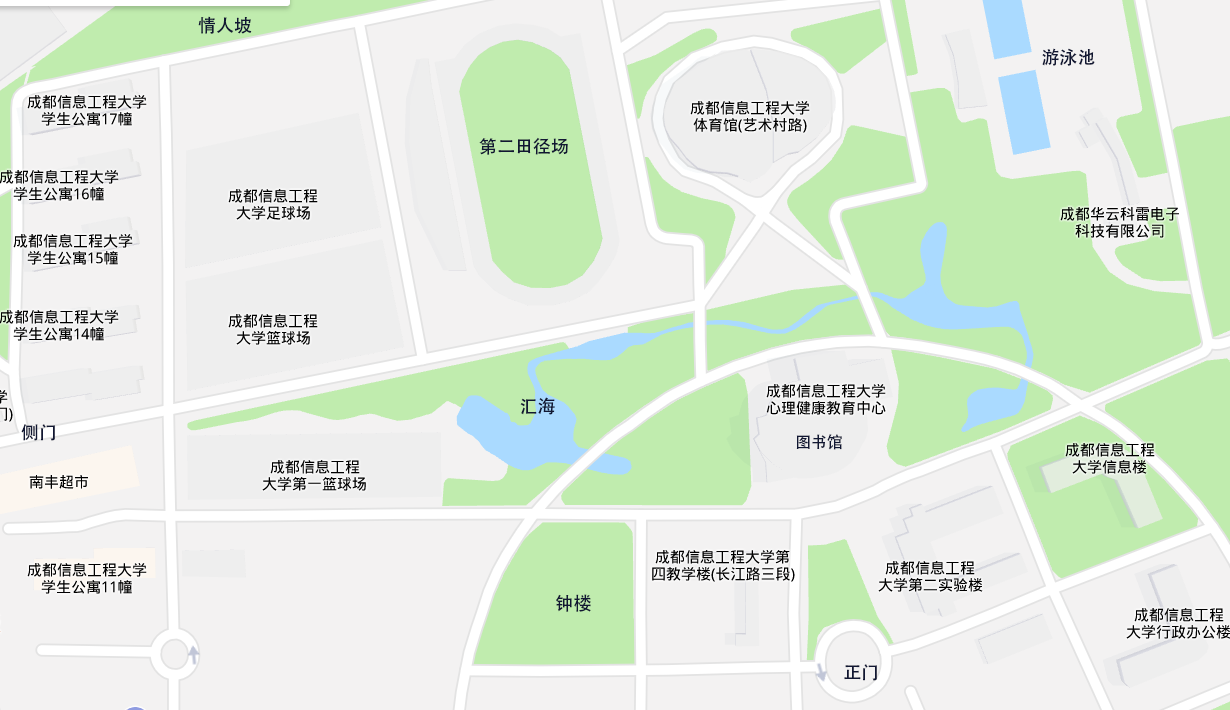 情人坡
游泳池
成都信息工程大学
学生公寓17幢
成都信息工程大学
体育馆(艺术村路)
第二田径场
成都信息工程大学
学生公寓16幢
成都信息工程
大学足球场
成都华云科雷电子
科技有限公司
成都信息工程大学
学生公寓15幢
成都信息工程大学
学生公寓14幢
成都信息工程
大学篮球场
学
门)
汇海
成都信息工程大学
心理健康教育中心
侧门
图书馆
成都信息工程
大学信息楼
南丰超市
成都信息工程
大学第一篮球场
成都信息工程大学
学生公寓11幢
成都信息工程大学第
四教学楼(长江路三段)
成都信息工程
大学第二实验楼
钟楼
成都信息工程
大学行政办公楼
正门